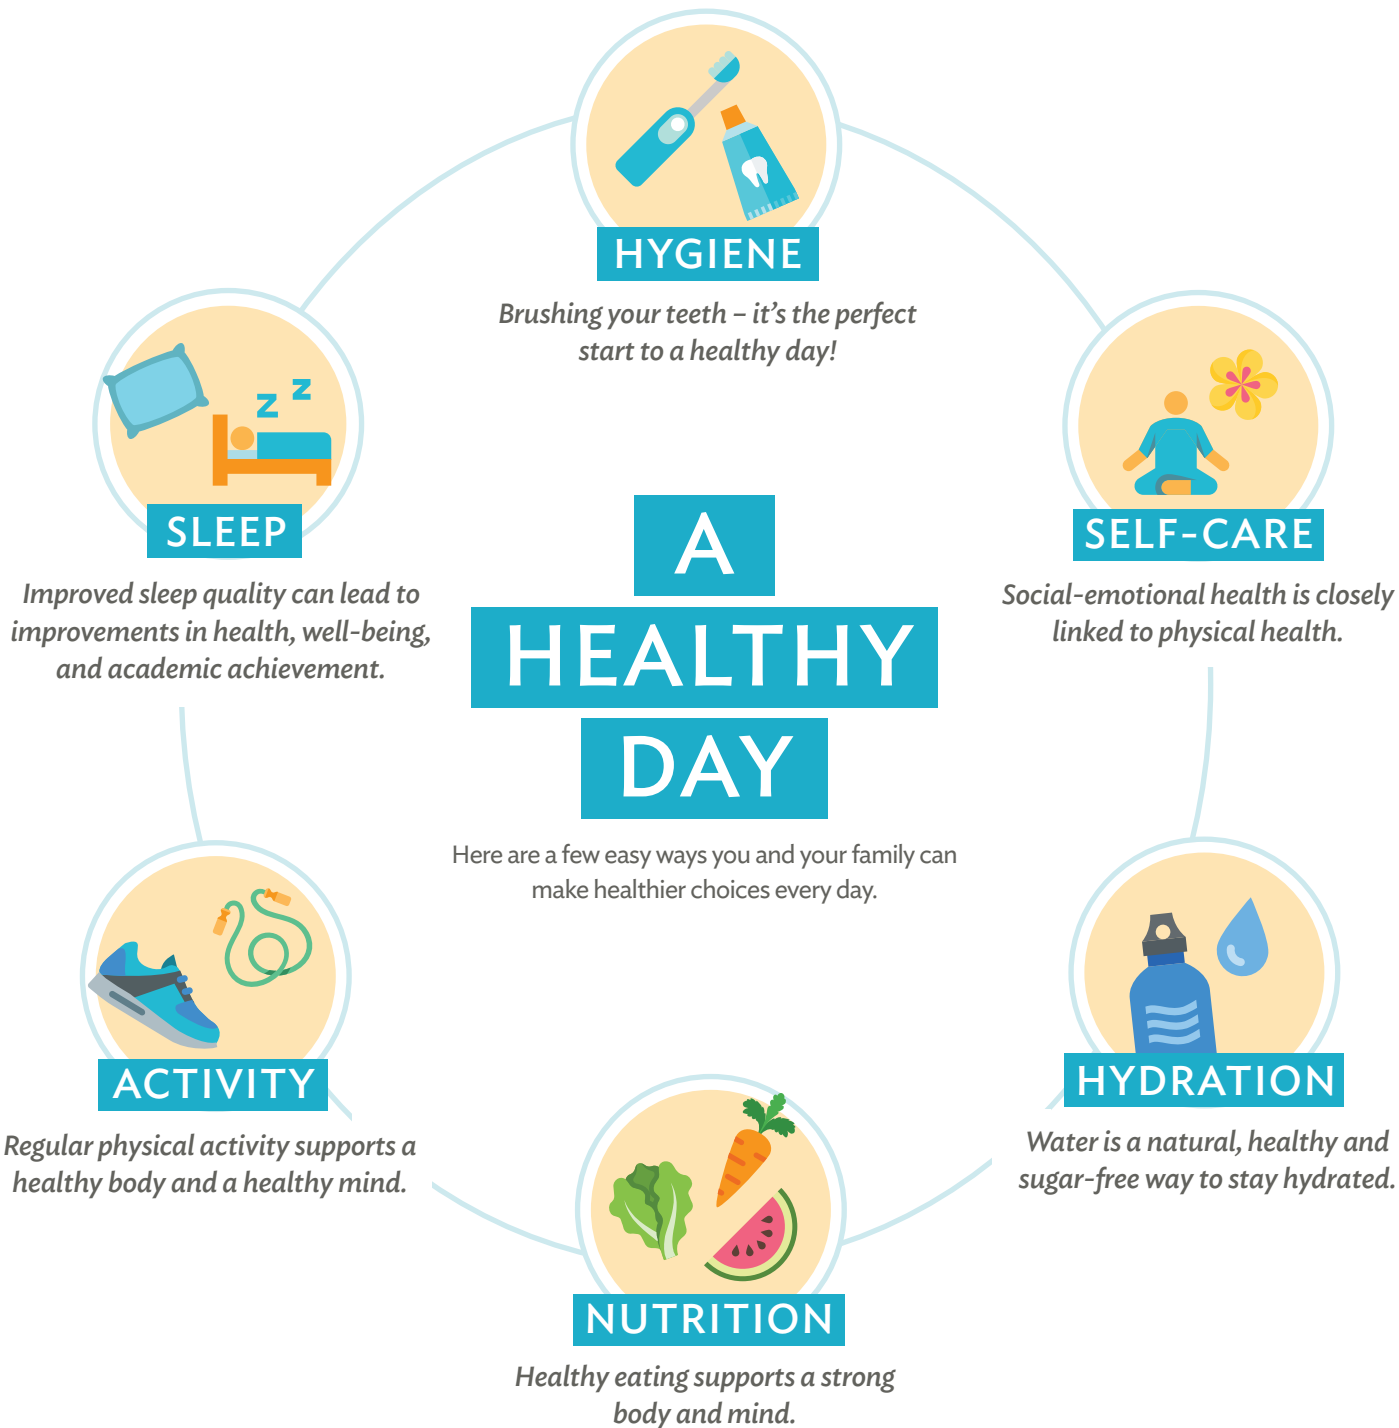 HYGIENE
Brushing your teeth – it's the perfect
start to a healthy day!
z z
SLEEP
Improved sleep quality can lead to
improvements in health, well-being,
and academic achievement.
SELF-CARE
Social-emotional health is closely
linked to physical health.
A
HEALTHY
DAY
Here are a few easy ways you and your family can
make healthier choices every day.
ACTIVITY
Regular physical activity supports a
healthy body and a healthy mind.
HYDRATION
Water is a natural, healthy and
sugar-free way to stay hydrated.
NUTRITION
Healthy eating supports a strong
body and mind.